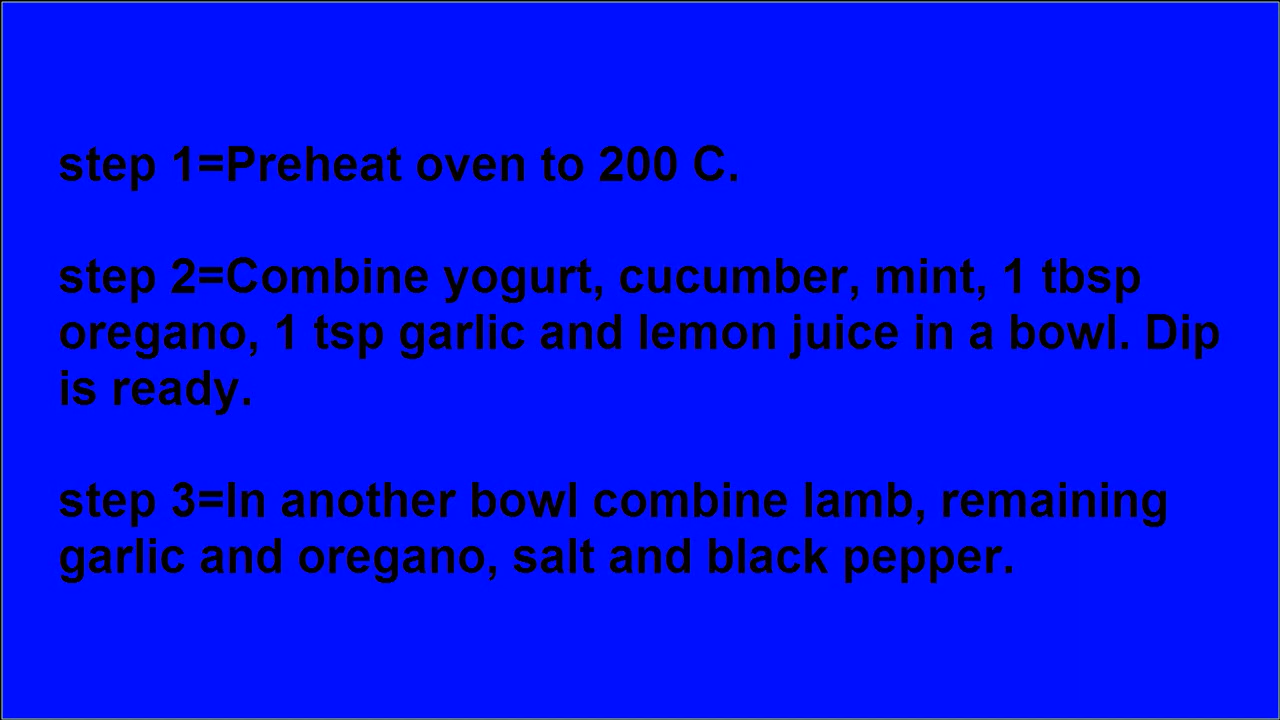 step 1=Preheat oven to 200 C.
step 2=Combine yogurt, cucumber, mint, 1 tbsp
oregano, 1 tsp garlic and lemon juice in a bowl. Dip
is ready.
step 3=In another bowl combine lamb, remaining
garlic and oregano, salt and black pepper.